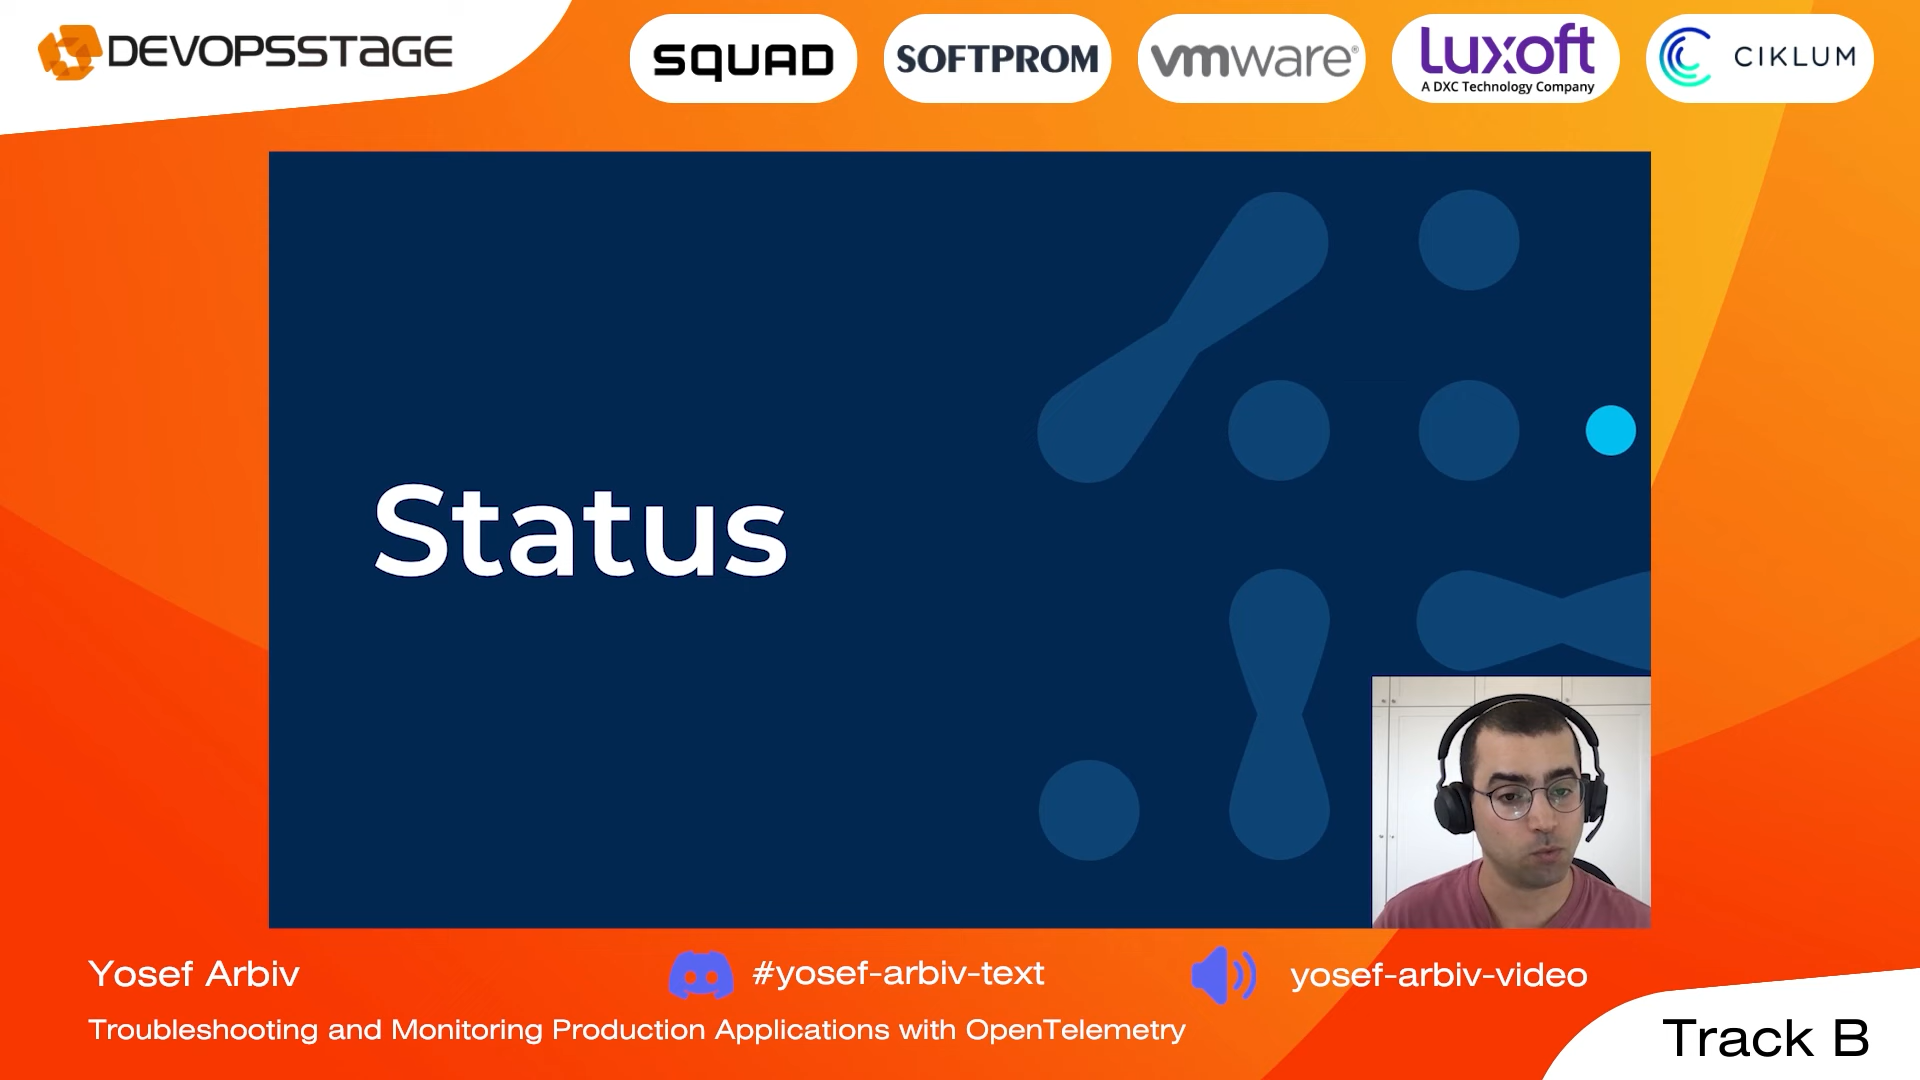 DEVOPSSTAGE
SQUAD
SOFTPROM
vmware®
Luxoft
A DXC Technology Company
CIKLUM
Status
Yosef Arbiv
#yosef-arbiv-text
yosef-arbiv-video
Troubleshooting and Monitoring Production Applications with OpenTelemetry
Track B